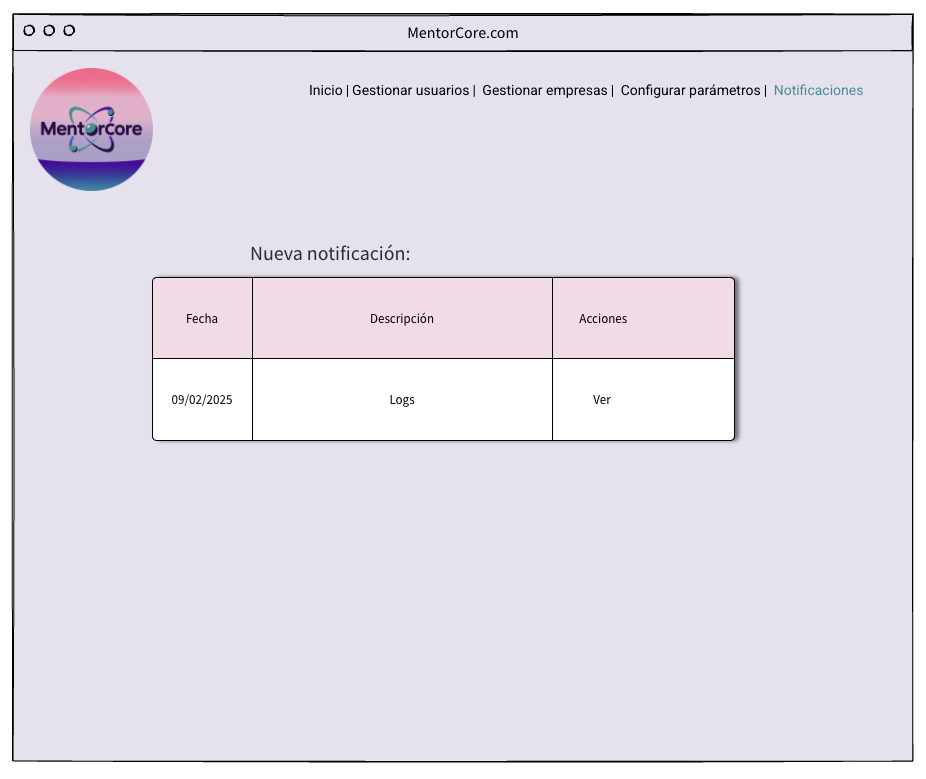 MentorCore.com
MentorCore
Inicio | Gestionar usuarios | Gestionar empresas | Configurar parámetros | Notificaciones
Nueva notificación:
Fecha Descripción Acciones
09/02/2025 Logs Ver